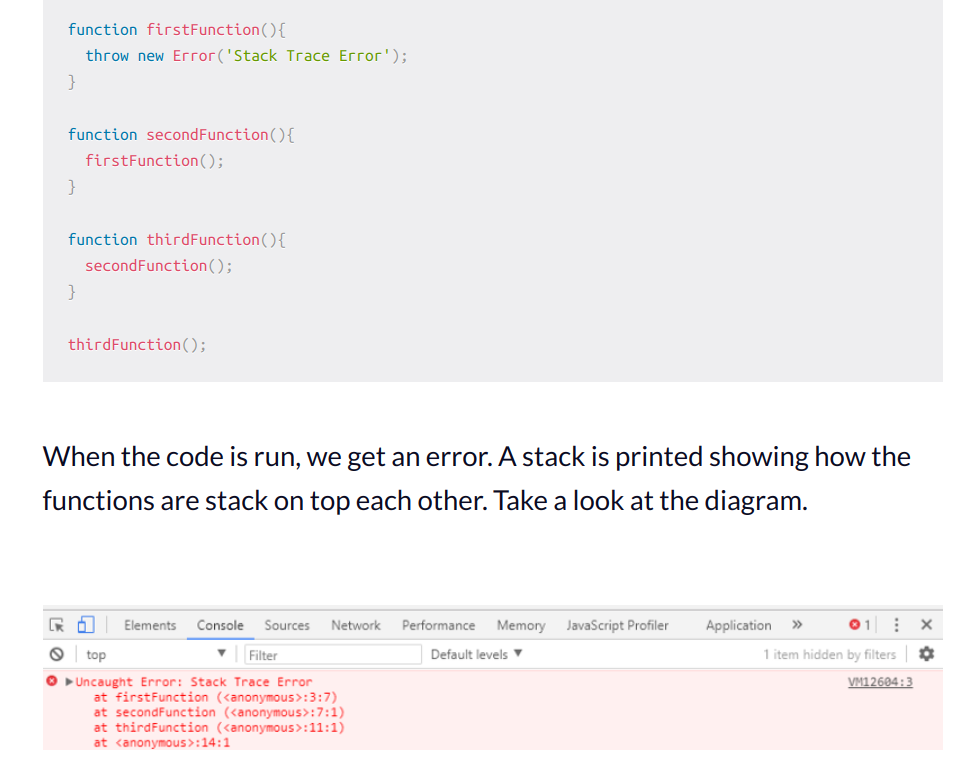 function firstFunction(){
  throw new Error('Stack Trace Error');
}
function secondFunction(){
  firstFunction();
}
function thirdFunction(){
  secondFunction();
}
thirdFunction();
When the code is run, we get an error. A stack is printed showing how the
functions are stack on top each other. Take a look at the diagram.
Elements Console Sources Network Performance Memory JavaScript Profiler Application » 1
top Filter Default levels 1 item hidden by filters
Uncaught Error: Stack Trace Error VM12604:3
at firstFunction (<anonymous>:3:7)
at secondFunction (<anonymous>:7:1)
at thirdFunction (<anonymous>:11:1)
at <anonymous>:14:1